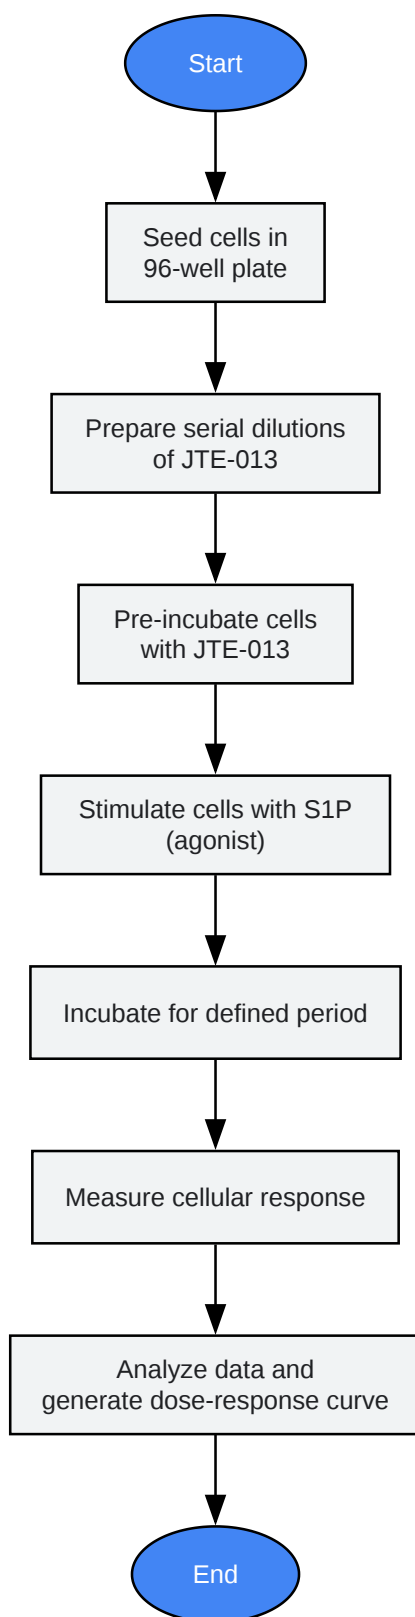 Start
Seed cells in
96-well plate
Prepare serial dilutions
of JTE-013
Pre-incubate cells
with JTE-013
Stimulate cells with S1P
(agonist)
Incubate for defined period
Measure cellular response
Analyze data and
generate dose-response curve
End